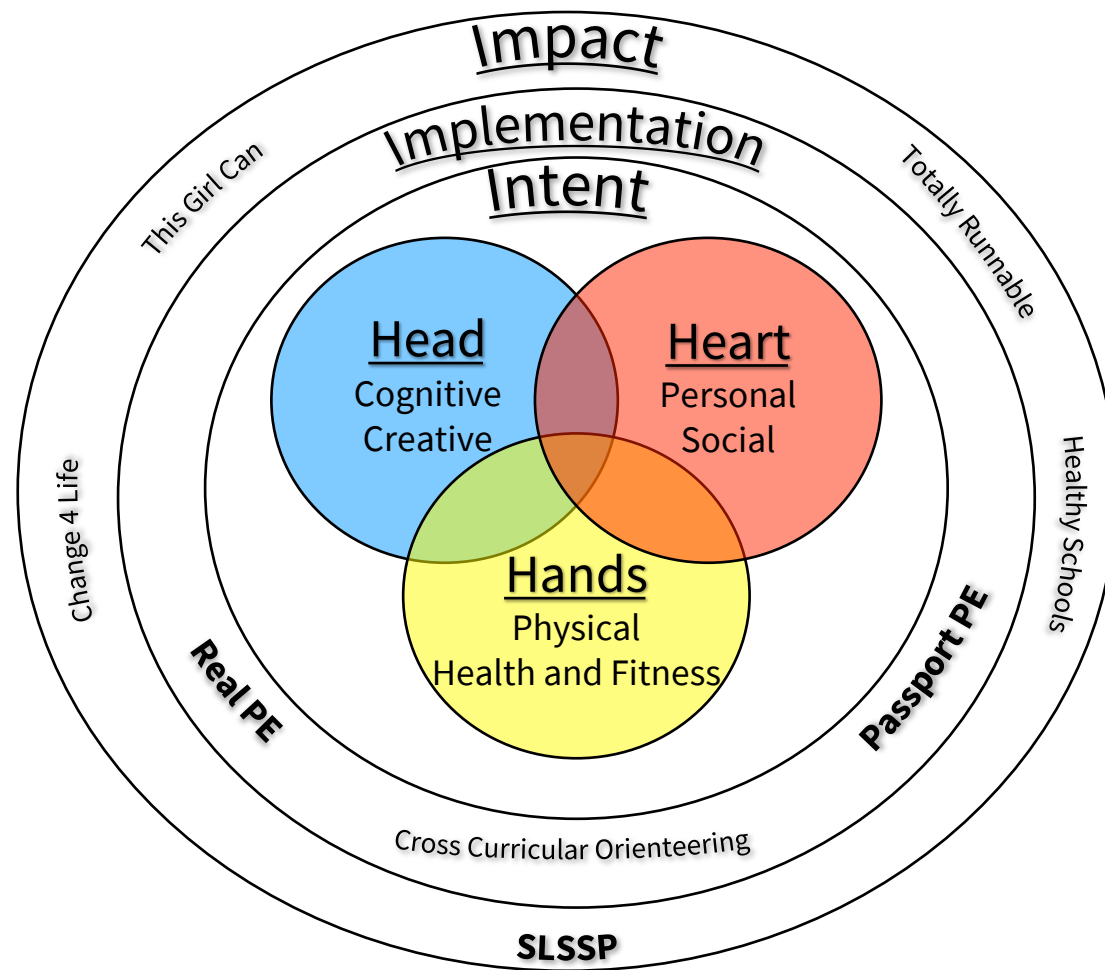 Impact
Implementation
Intent
This Girl Can
Totally Runnable
Head
Cognitive
Creative
Heart
Personal
Social
Change 4 Life
Healthy Schools
Hands
Physical
Health and Fitness
Real PE
Passport PE
Cross Curricular Orienteering
SLSSP